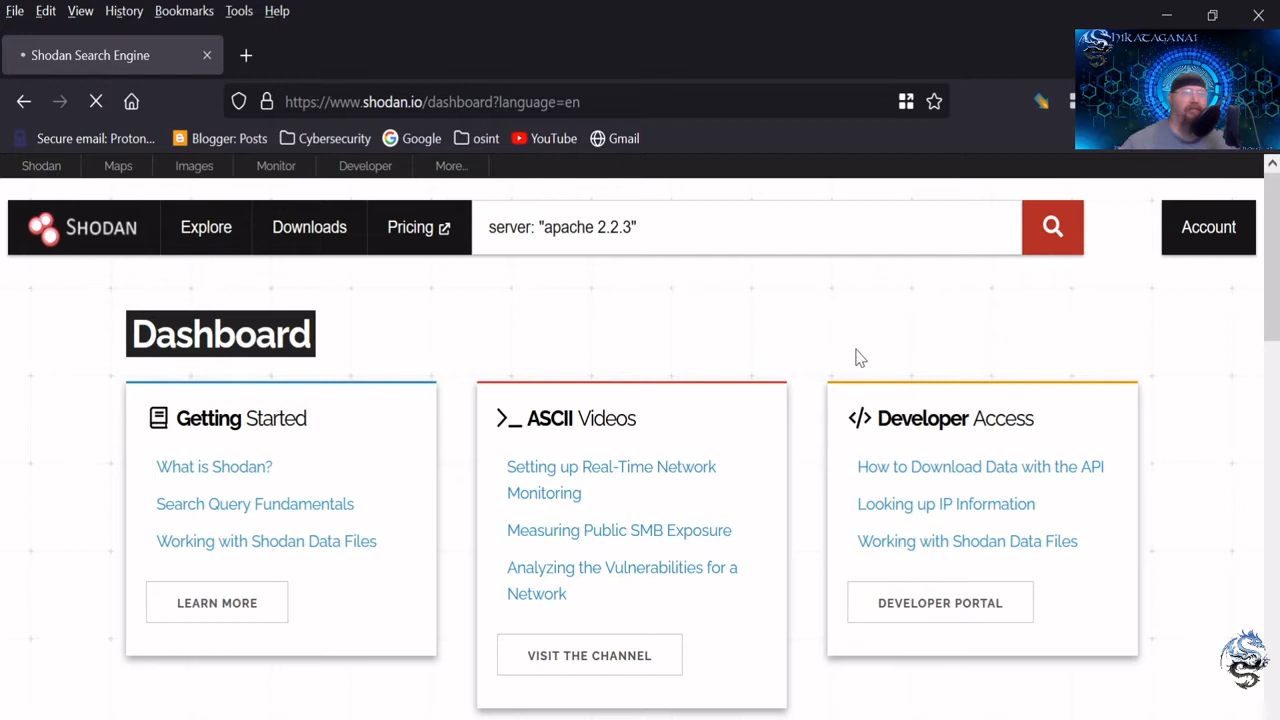 File Edit View History Bookmarks Tools Help
Shodan Search Engine
https://www.shodan.io/dashboard?language=en
Secure email: Proton... Blogger: Posts Cybersecurity Google osint YouTube Gmail
SHIKATAGANAI
Shodan Maps Images Monitor Developer More...
SHODAN Explore Downloads Pricing server: "apache 2.2.3" Account
Dashboard
Getting Started
What is Shodan?
Search Query Fundamentals
Working with Shodan Data Files
LEARN MORE
>_ ASCII Videos
Setting up Real-Time Network
Monitoring
Measuring Public SMB Exposure
Analyzing the Vulnerabilities for a
Network
VISIT THE CHANNEL
</> Developer Access
How to Download Data with the API
Looking up IP Information
Working with Shodan Data Files
DEVELOPER PORTAL